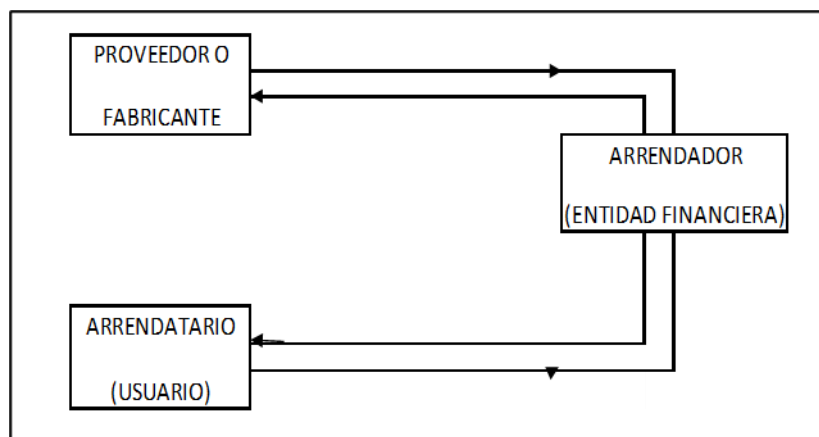 PROVEEDOR O
FABRICANTE
ARRENDADOR
(ENTIDAD FINANCIERA)
ARRENDATARIO
(USUARIO)